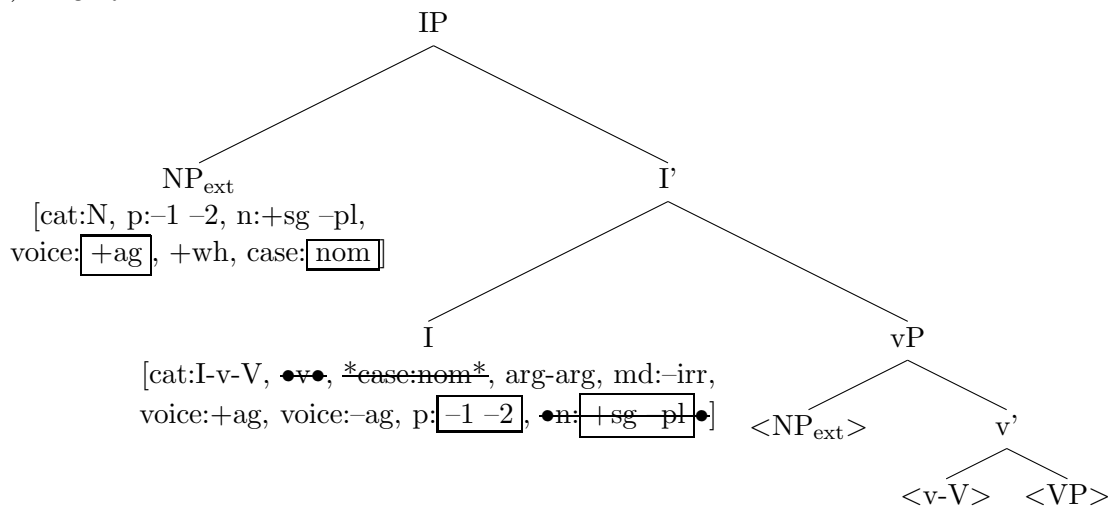 IP
NPext I'
[cat:N, p:–1 –2, n:+sg –pl,
voice: +ag , +wh, case: nom ]
I vP
[cat:I-v-V, ●v●, *case:nom*, arg-arg, md:–irr,
voice:+ag, voice:–ag, p: –1 –2 , ●n: +sg –pl ●]
<NPext> v'
<v-V> <VP>